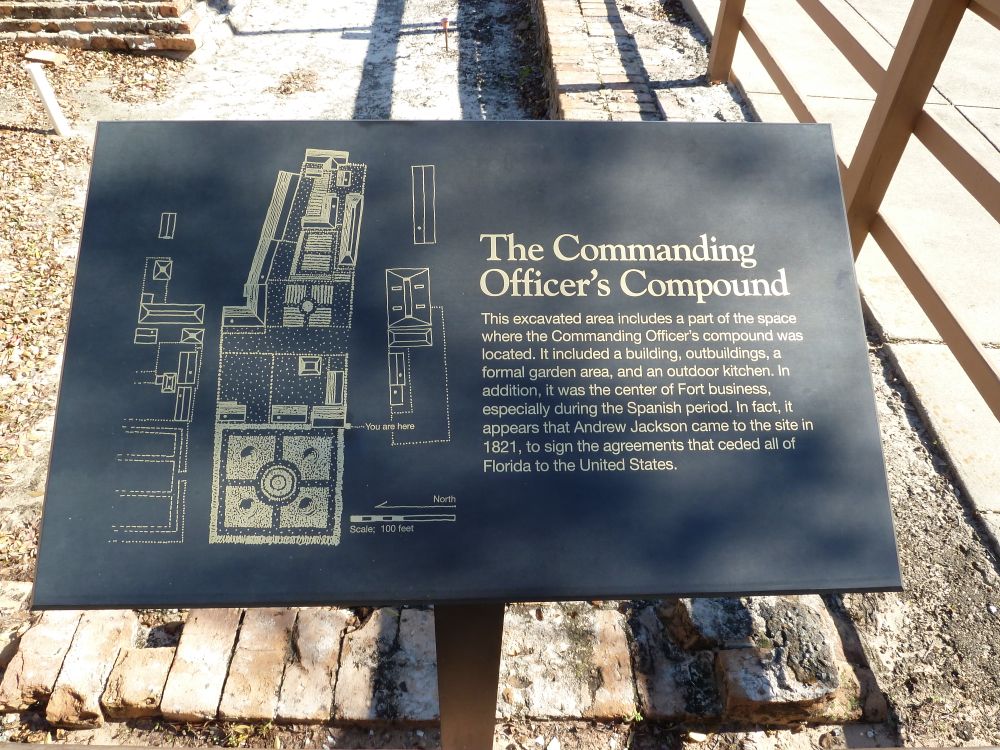 The Commanding
Officer's Compound
This excavated area includes a part of the space
where the Commanding Officer's compound was
located. It included a building, outbuildings, a
formal garden area, and an outdoor kitchen. In
addition, it was the center of Fort business,
especially during the Spanish period. In fact, it
appears that Andrew Jackson came to the site in
1821, to sign the agreements that ceded all of
Florida to the United States.
You are here
North
Scale; 100 feet